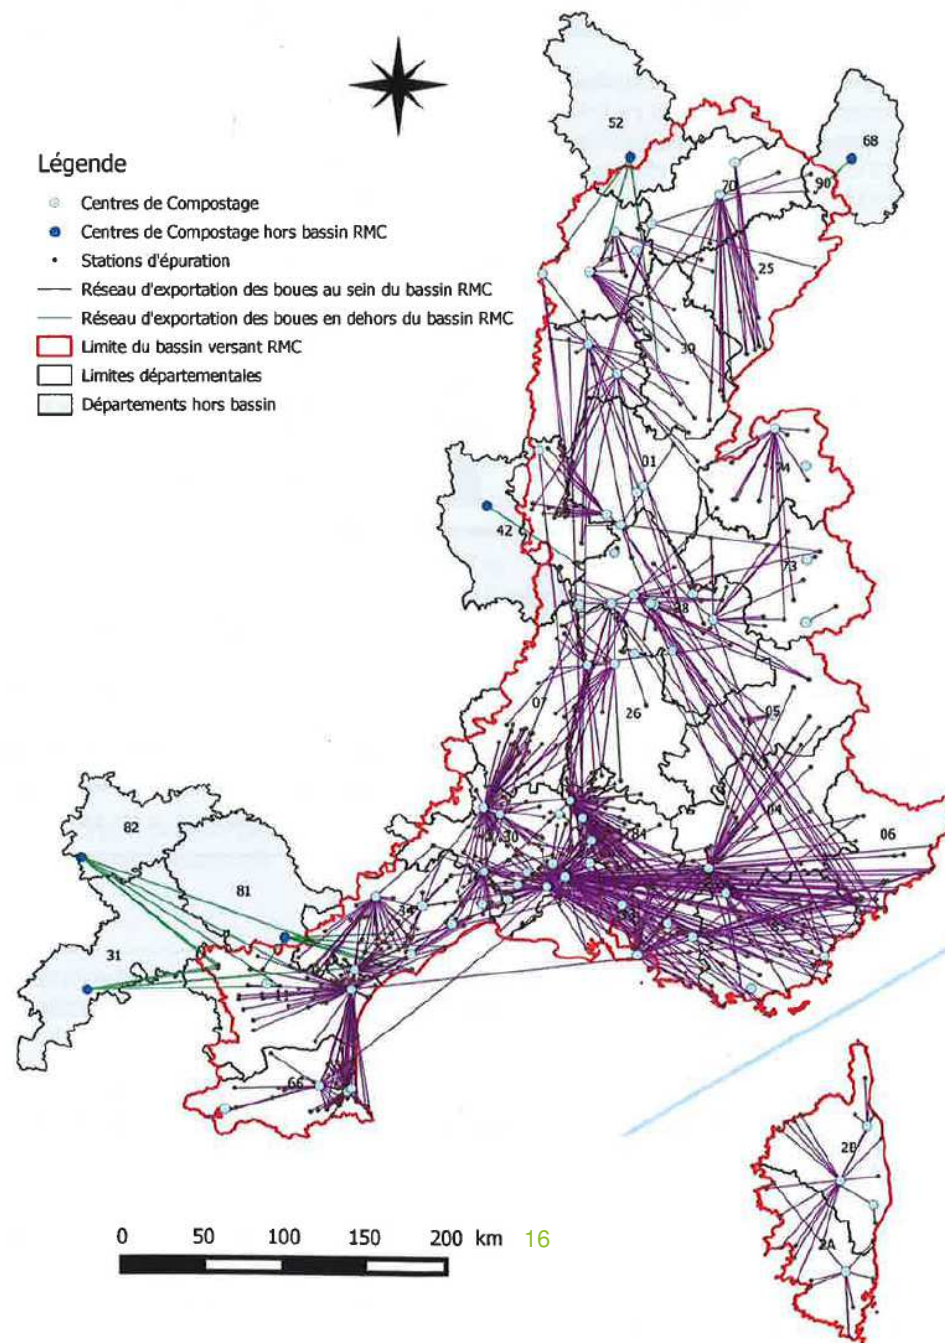 52
68
Légende
90
70
Centres de Compostage
Centres de Compostage hors bassin RMC
25
Stations d'épuration
Réseau d'exportation des boues au sein du bassin RMC
Réseau d'exportation des boues en dehors du bassin RMC
Limite du bassin versant RMC
39
Limites départementales
Départements hors bassin
01
74
42
73
38
07
26
05
82
30
84
04
06
81
34
13
83
31
11
66
2B
0 50 100 150 200 km 16
2A